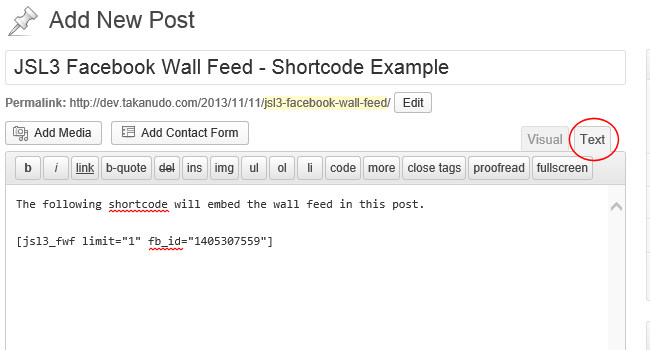 Add New Post
JSL3 Facebook Wall Feed - Shortcode Example
Permalink: http://dev.takanudo.com/2013/11/11/jsl3-facebook-wall-feed/ Edit
Add Media Add Contact Form Visual Text
b i link b-quote del ins img ul ol li code more close tags proofread fullscreen
The following shortcode will embed the wall feed in this post.
[jsl3_fwf limit="1" fb_id="1405307559"]